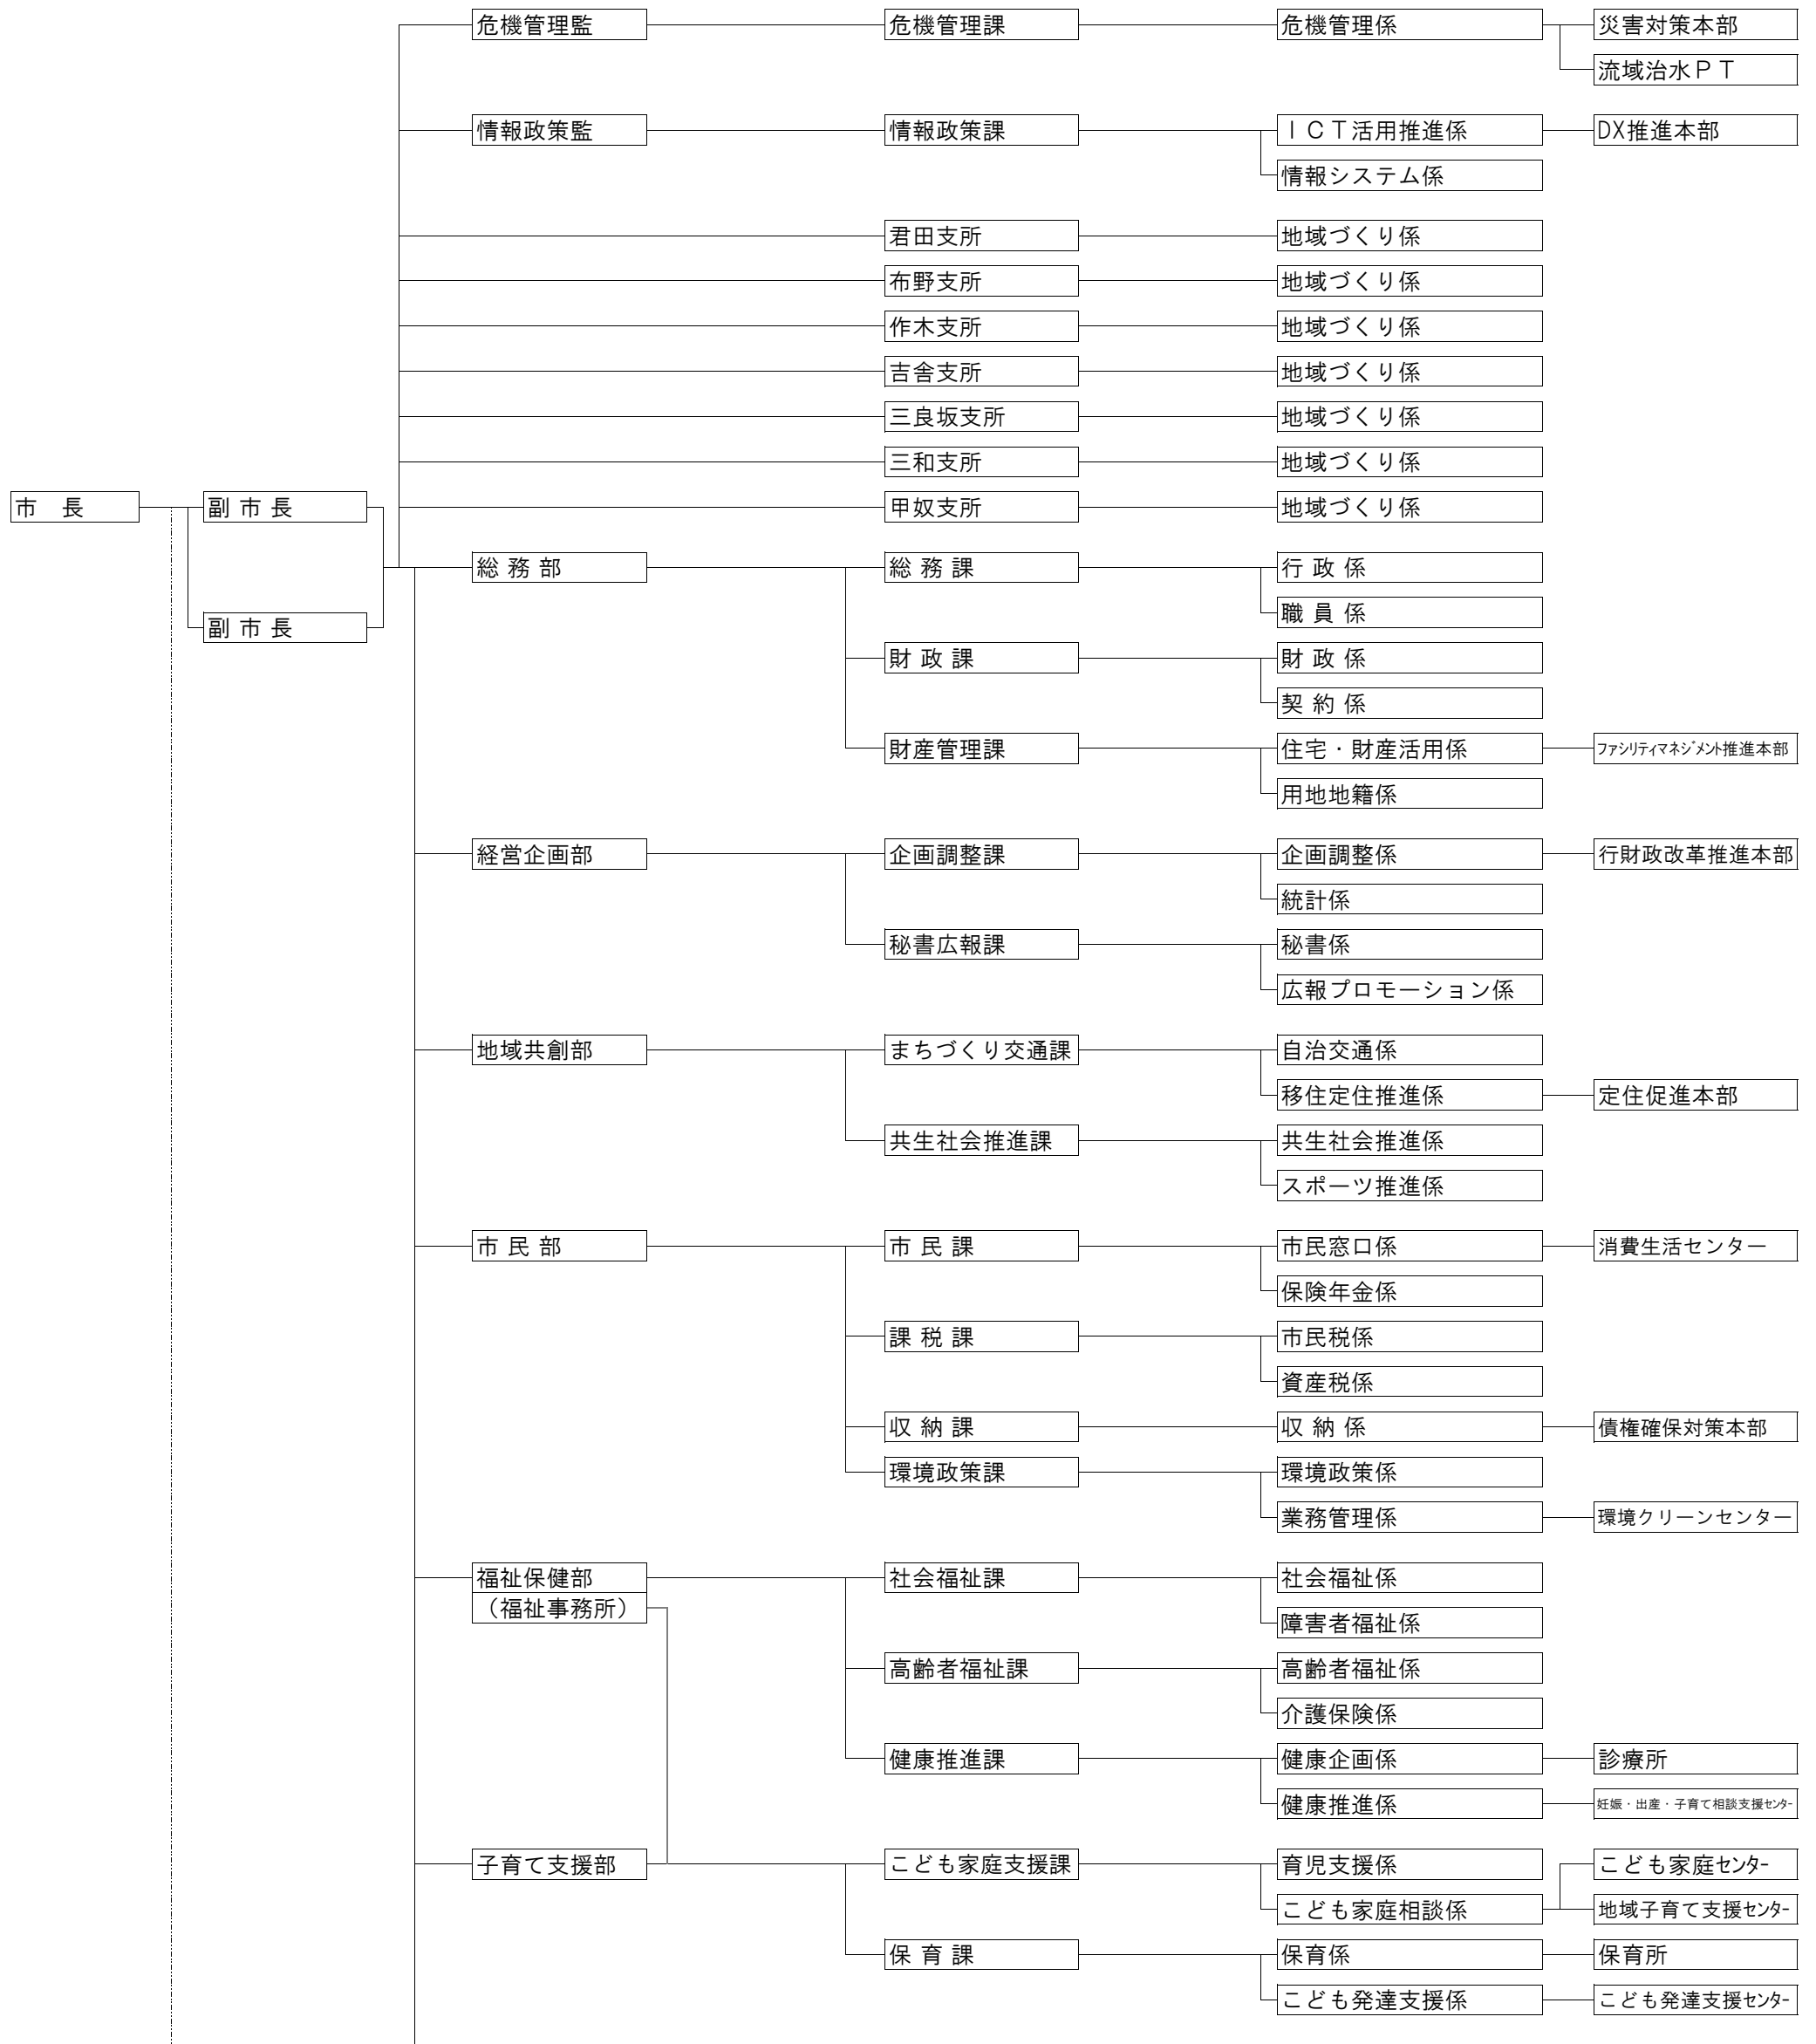 危機管理監 危機管理課 危機管理係 災害対策本部
流域治水PT
情報政策監 情報政策課 ICT活用推進係 DX推進本部
情報システム係
君田支所 地域づくり係
布野支所 地域づくり係
作木支所 地域づくり係
吉舎支所 地域づくり係
三良坂支所 地域づくり係
三和支所 地域づくり係
市 長 副市長 甲奴支所 地域づくり係
総務部 総務課 行政係
職員係
副市長
財政課 財政係
契約係
財産管理課 住宅・財産活用係 ファシリティマネジメント推進本部
用地地籍係
経営企画部 企画調整課 企画調整係 行財政改革推進本部
統計係
秘書広報課 秘書係
広報プロモーション係
地域共創部 まちづくり交通課 自治交通係
移住定住推進係 定住促進本部
共生社会推進課 共生社会推進係
スポーツ推進係
市民部 市民課 市民窓口係 消費生活センター
保険年金係
課税課 市民税係
資産税係
収納課 収納係 債権確保対策本部
環境政策課 環境政策係
業務管理係 環境クリーンセンター
福祉保健部 社会福祉課 社会福祉係
(福祉事務所)
障害者福祉係
高齢者福祉課 高齢者福祉係
介護保険係
健康推進課 健康企画係 診療所
健康推進係 妊娠・出産・子育て相談支援センター
子育て支援部 こども家庭支援課 育児支援係 こども家庭センター
こども家庭相談係 地域子育て支援センター
保育課 保育係 保育所
こども発達支援係 こども発達支援センター